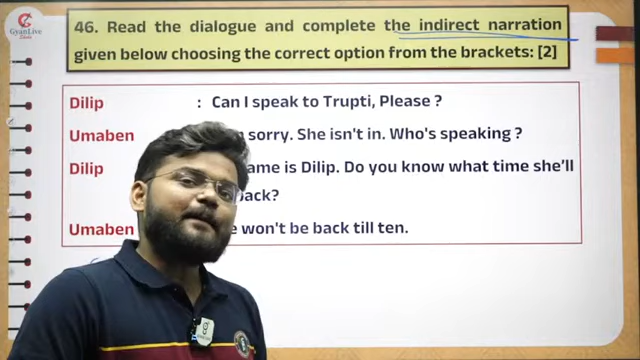 GyanLive
46. Read the dialogue and complete the indirect narration
given below choosing the correct option from the brackets: [2]
Dilip : Can I speak to Trupti, Please ?
Umaben sorry. She isn't in. Who's speaking ?
Dilip ame is Dilip. Do you know what time she'll
back?
Umaben e won't be back till ten.